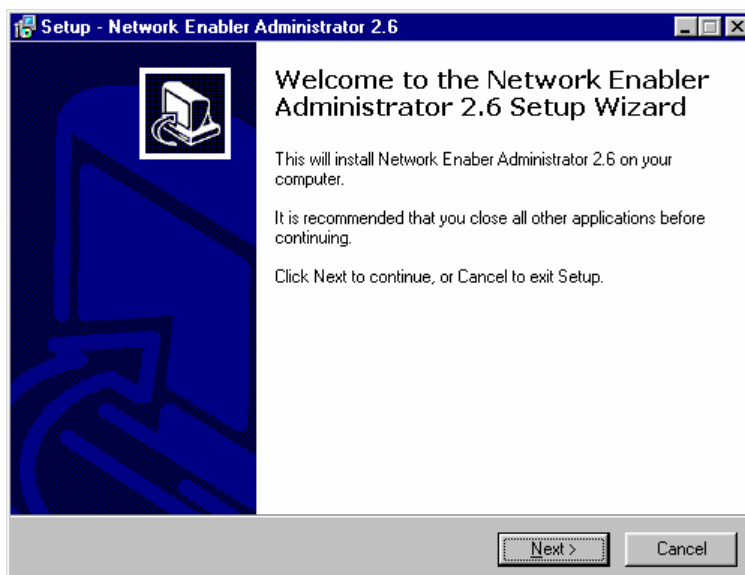 Setup - Network Enabler Administrator 2.6
Welcome to the Network Enabler
Administrator 2.6 Setup Wizard
This will install Network Enaber Administrator 2.6 on your
computer.
It is recommended that you close all other applications before
continuing.
Click Next to continue, or Cancel to exit Setup.
Next >
Cancel